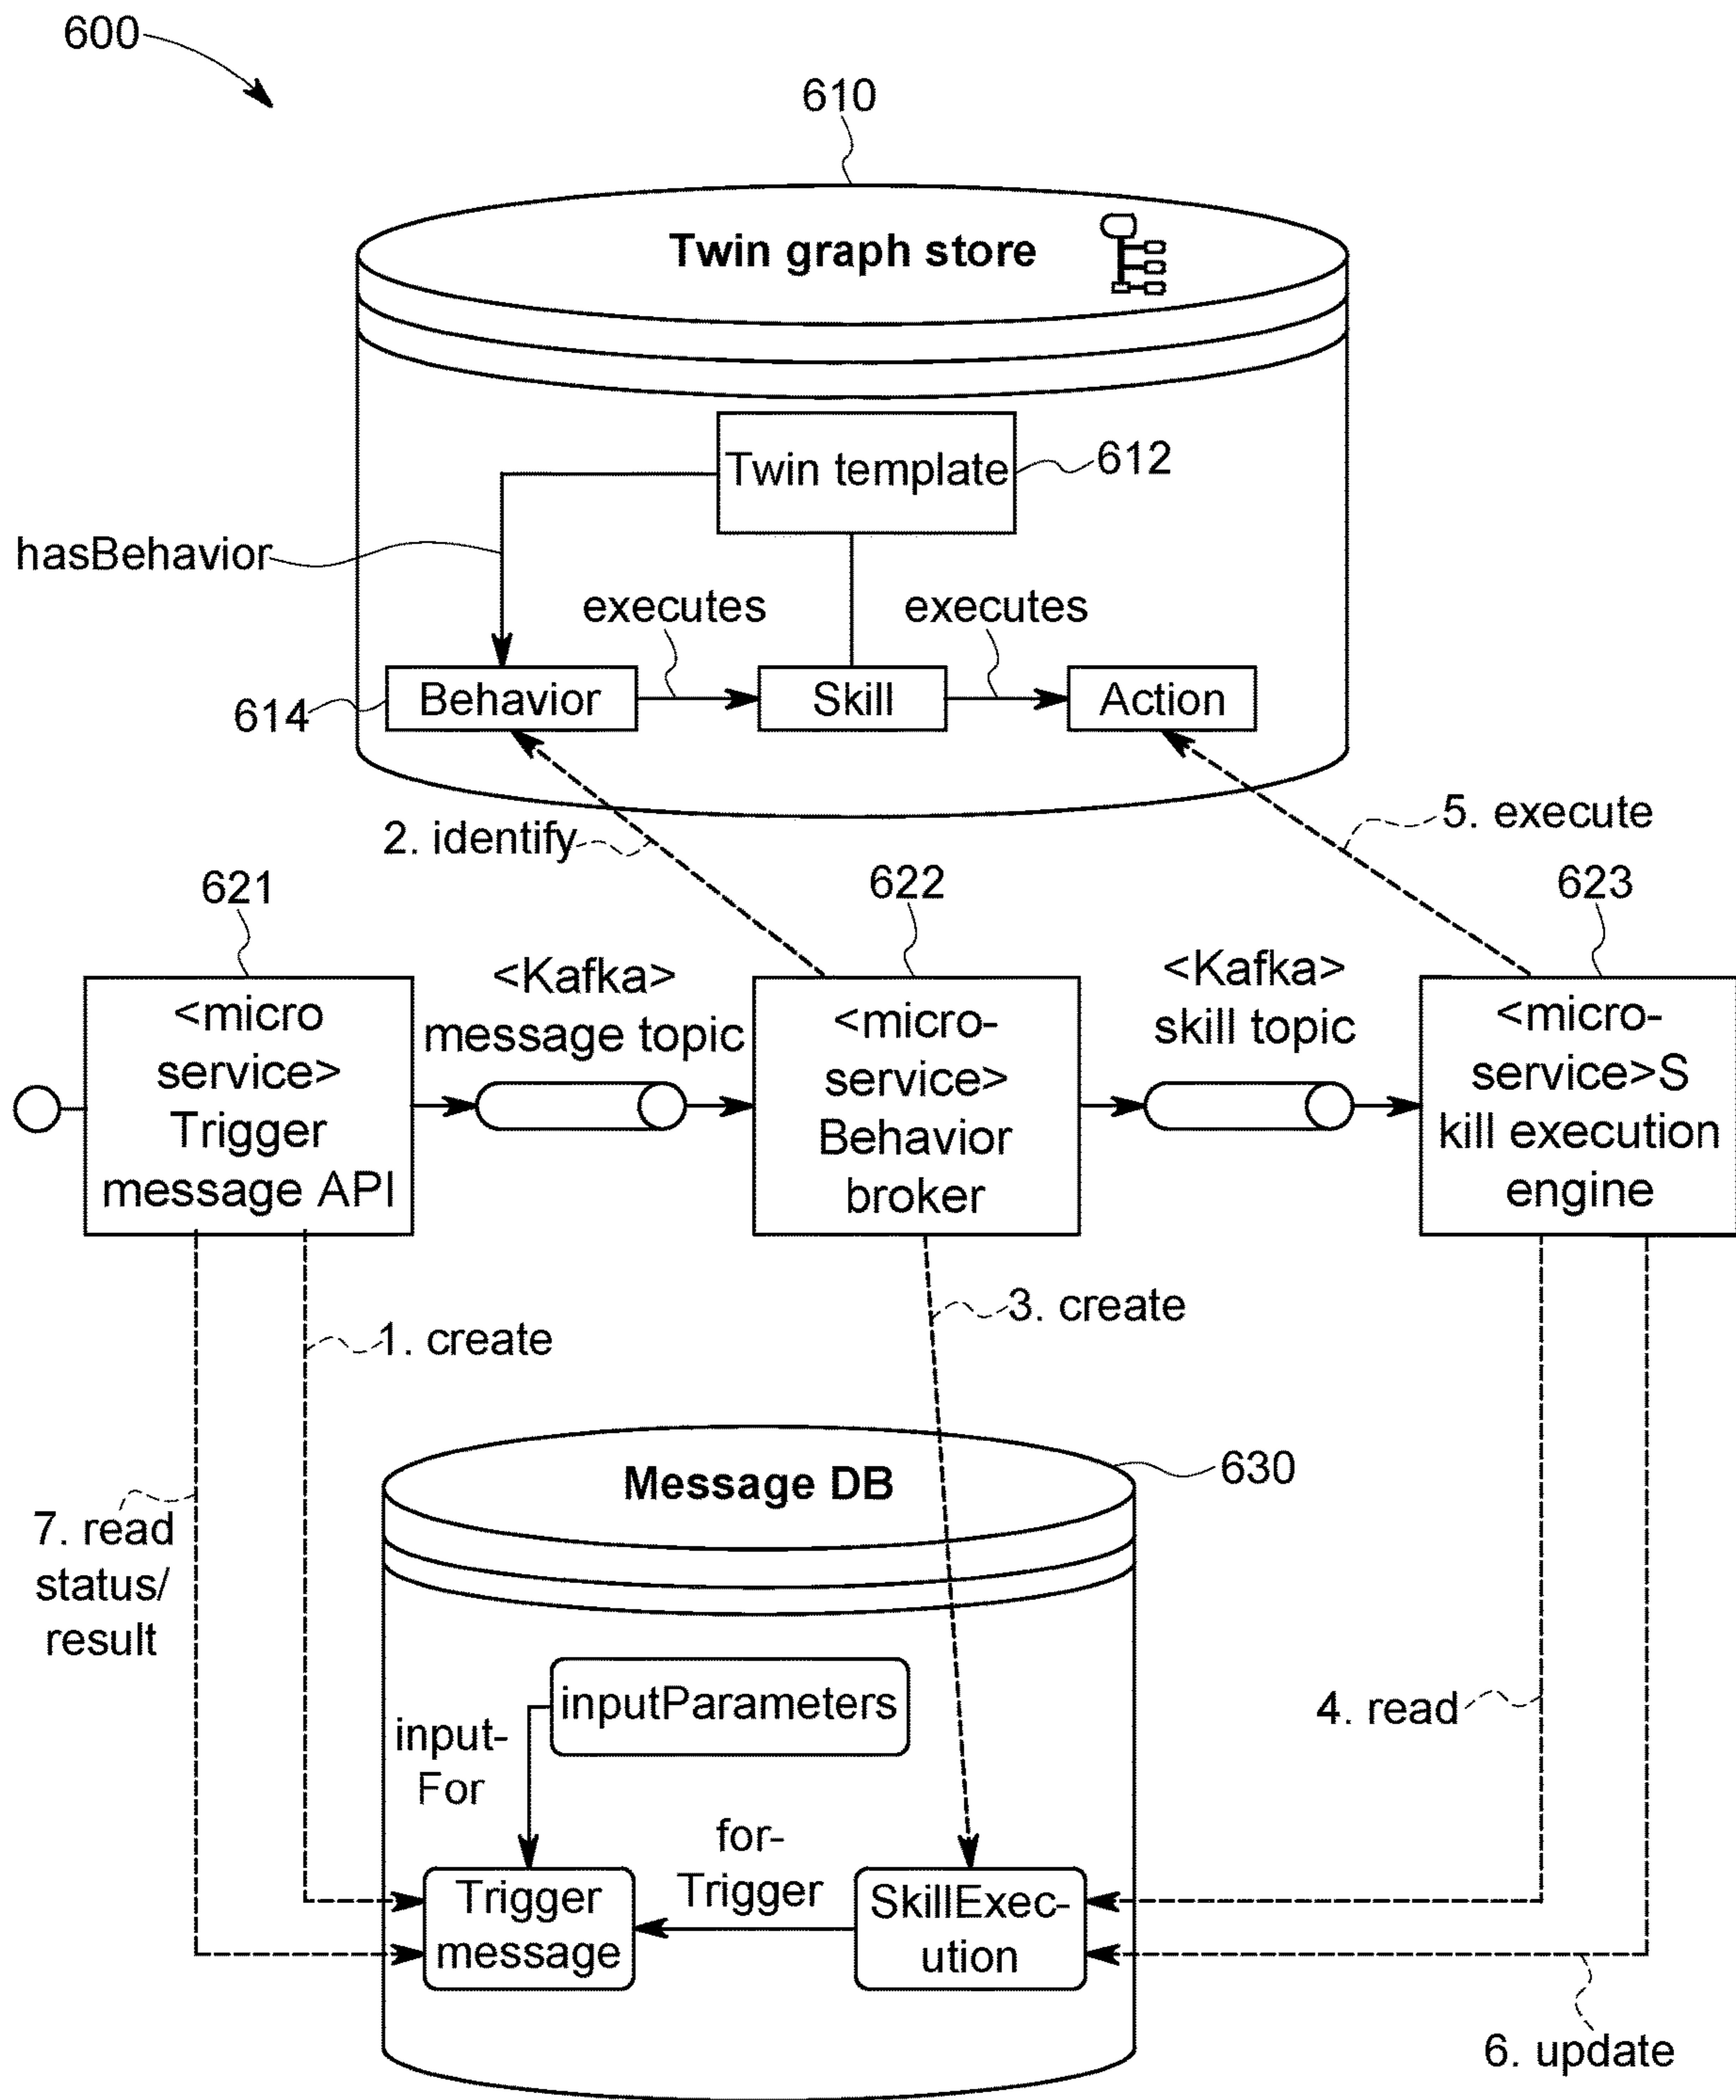 600
610
Twin graph store
Twin template
612
hasBehavior
executes
executes
614
Behavior
Skill
Action
2. identify
5. execute
621
622
623
<micro
service>
Trigger
message API
<Kafka>
message topic
<micro-
service>
Behavior
broker
<Kafka>
skill topic
<micro-
service>S
kill execution
engine
1. create
3. create
7. read
status/
result
4. read
Message DB
630
inputParameters
input-
For
for-
Trigger
Trigger
message
SkillExec-
ution
6. update